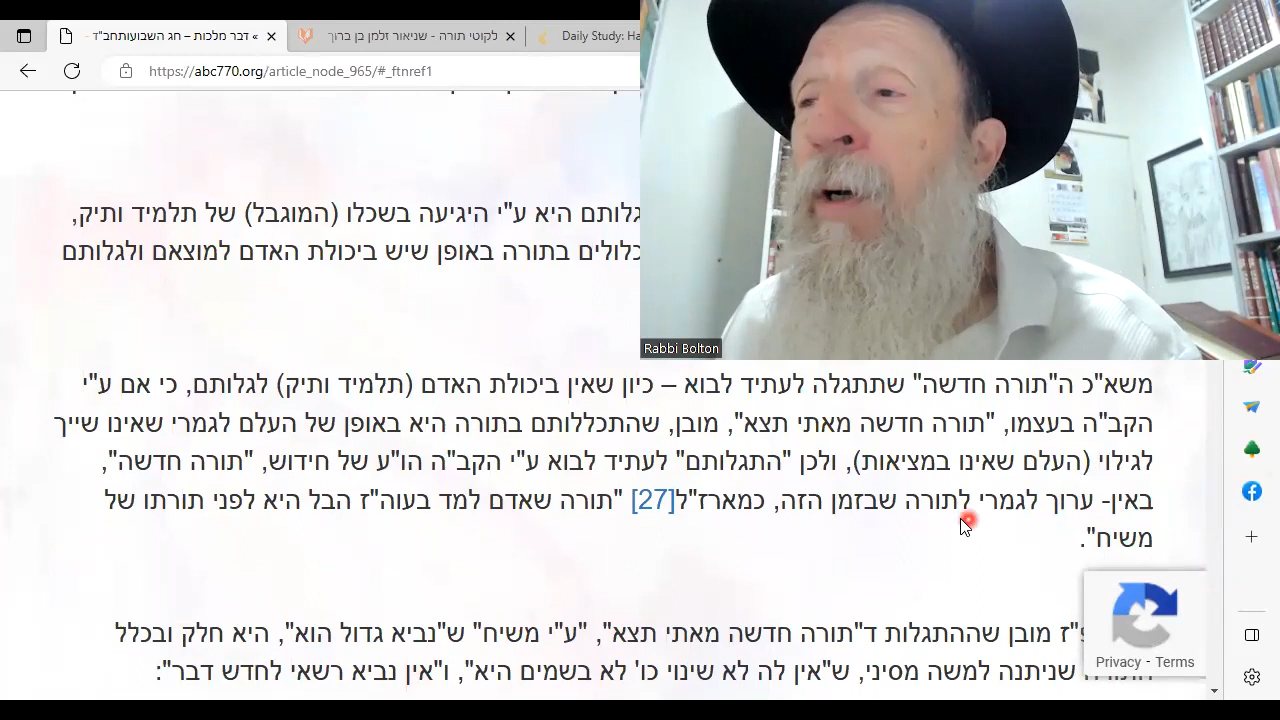 » דבר מלכות – חג השבועותחב"ד -
לקוטי תורה - שניאור זלמן בן ברוך
Daily Study: Ha
https://abc770.org/article_node_965/#_ftnref1
גלותם היא ע"י היגיעה בשכלו (המוגבל) של תלמיד ותיק,
כלולים בתורה באופן שיש ביכולת האדם למוצאם ולגלותם
Rabbi Bolton
משא"כ ה"תורה חדשה" שתתגלה לעתיד לבוא – כיון שאין ביכולת האדם (תלמיד ותיק) לגלותם, כי אם ע"י
הקב"ה בעצמו, "תורה חדשה מאתי תצא", מובן, שהתכללותם בתורה היא באופן של העלם לגמרי שאינו שייך
לגילוי (העלם שאינו במציאות), ולכן "התגלותם" לעתיד לבוא ע"י הקב"ה הו"ע של חידוש, "תורה חדשה",
באין- ערוך לגמרי לתורה שבזמן הזה, כמארז"ל[27] "תורה שאדם למד בעוה"ז הבל היא לפני תורתו של
משיח".
פ"ז מובן שההתגלות ד"תורה חדשה מאתי תצא", "ע"י משיח" ש"נביא גדול הוא", היא חלק ובכלל
שניתנה למשה מסיני, ש"אין לה לא שינוי כו' לא בשמים היא", ו"אין נביא רשאי לחדש דבר":
Privacy - Terms